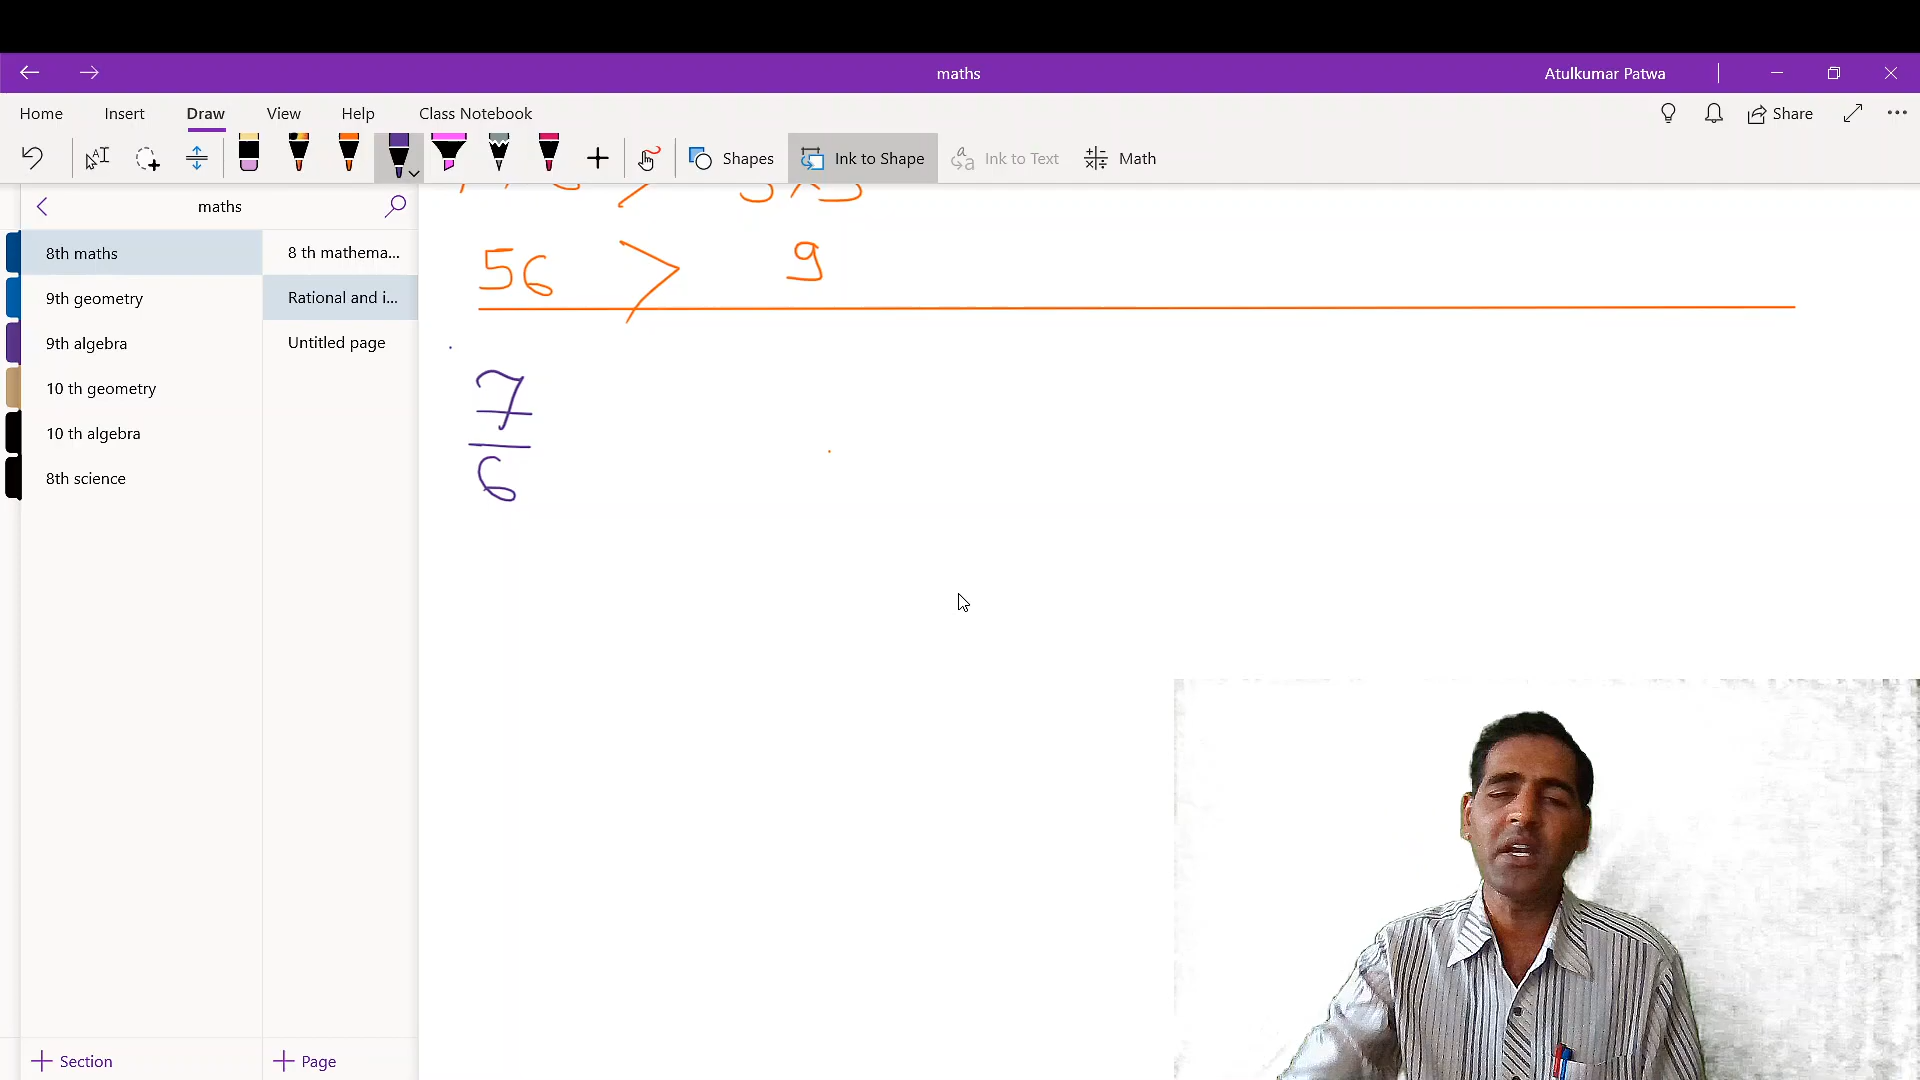 maths
Atulkumar Patwa
Home Insert Draw View Help Class Notebook
Share
Shapes Ink to Shape Ink to Text Math
maths
8th maths
9th geometry
9th algebra
10 th geometry
10 th algebra
8th science
8 th mathema...
Rational and i...
Untitled page
56 > 9
7
6
+ Section
+ Page